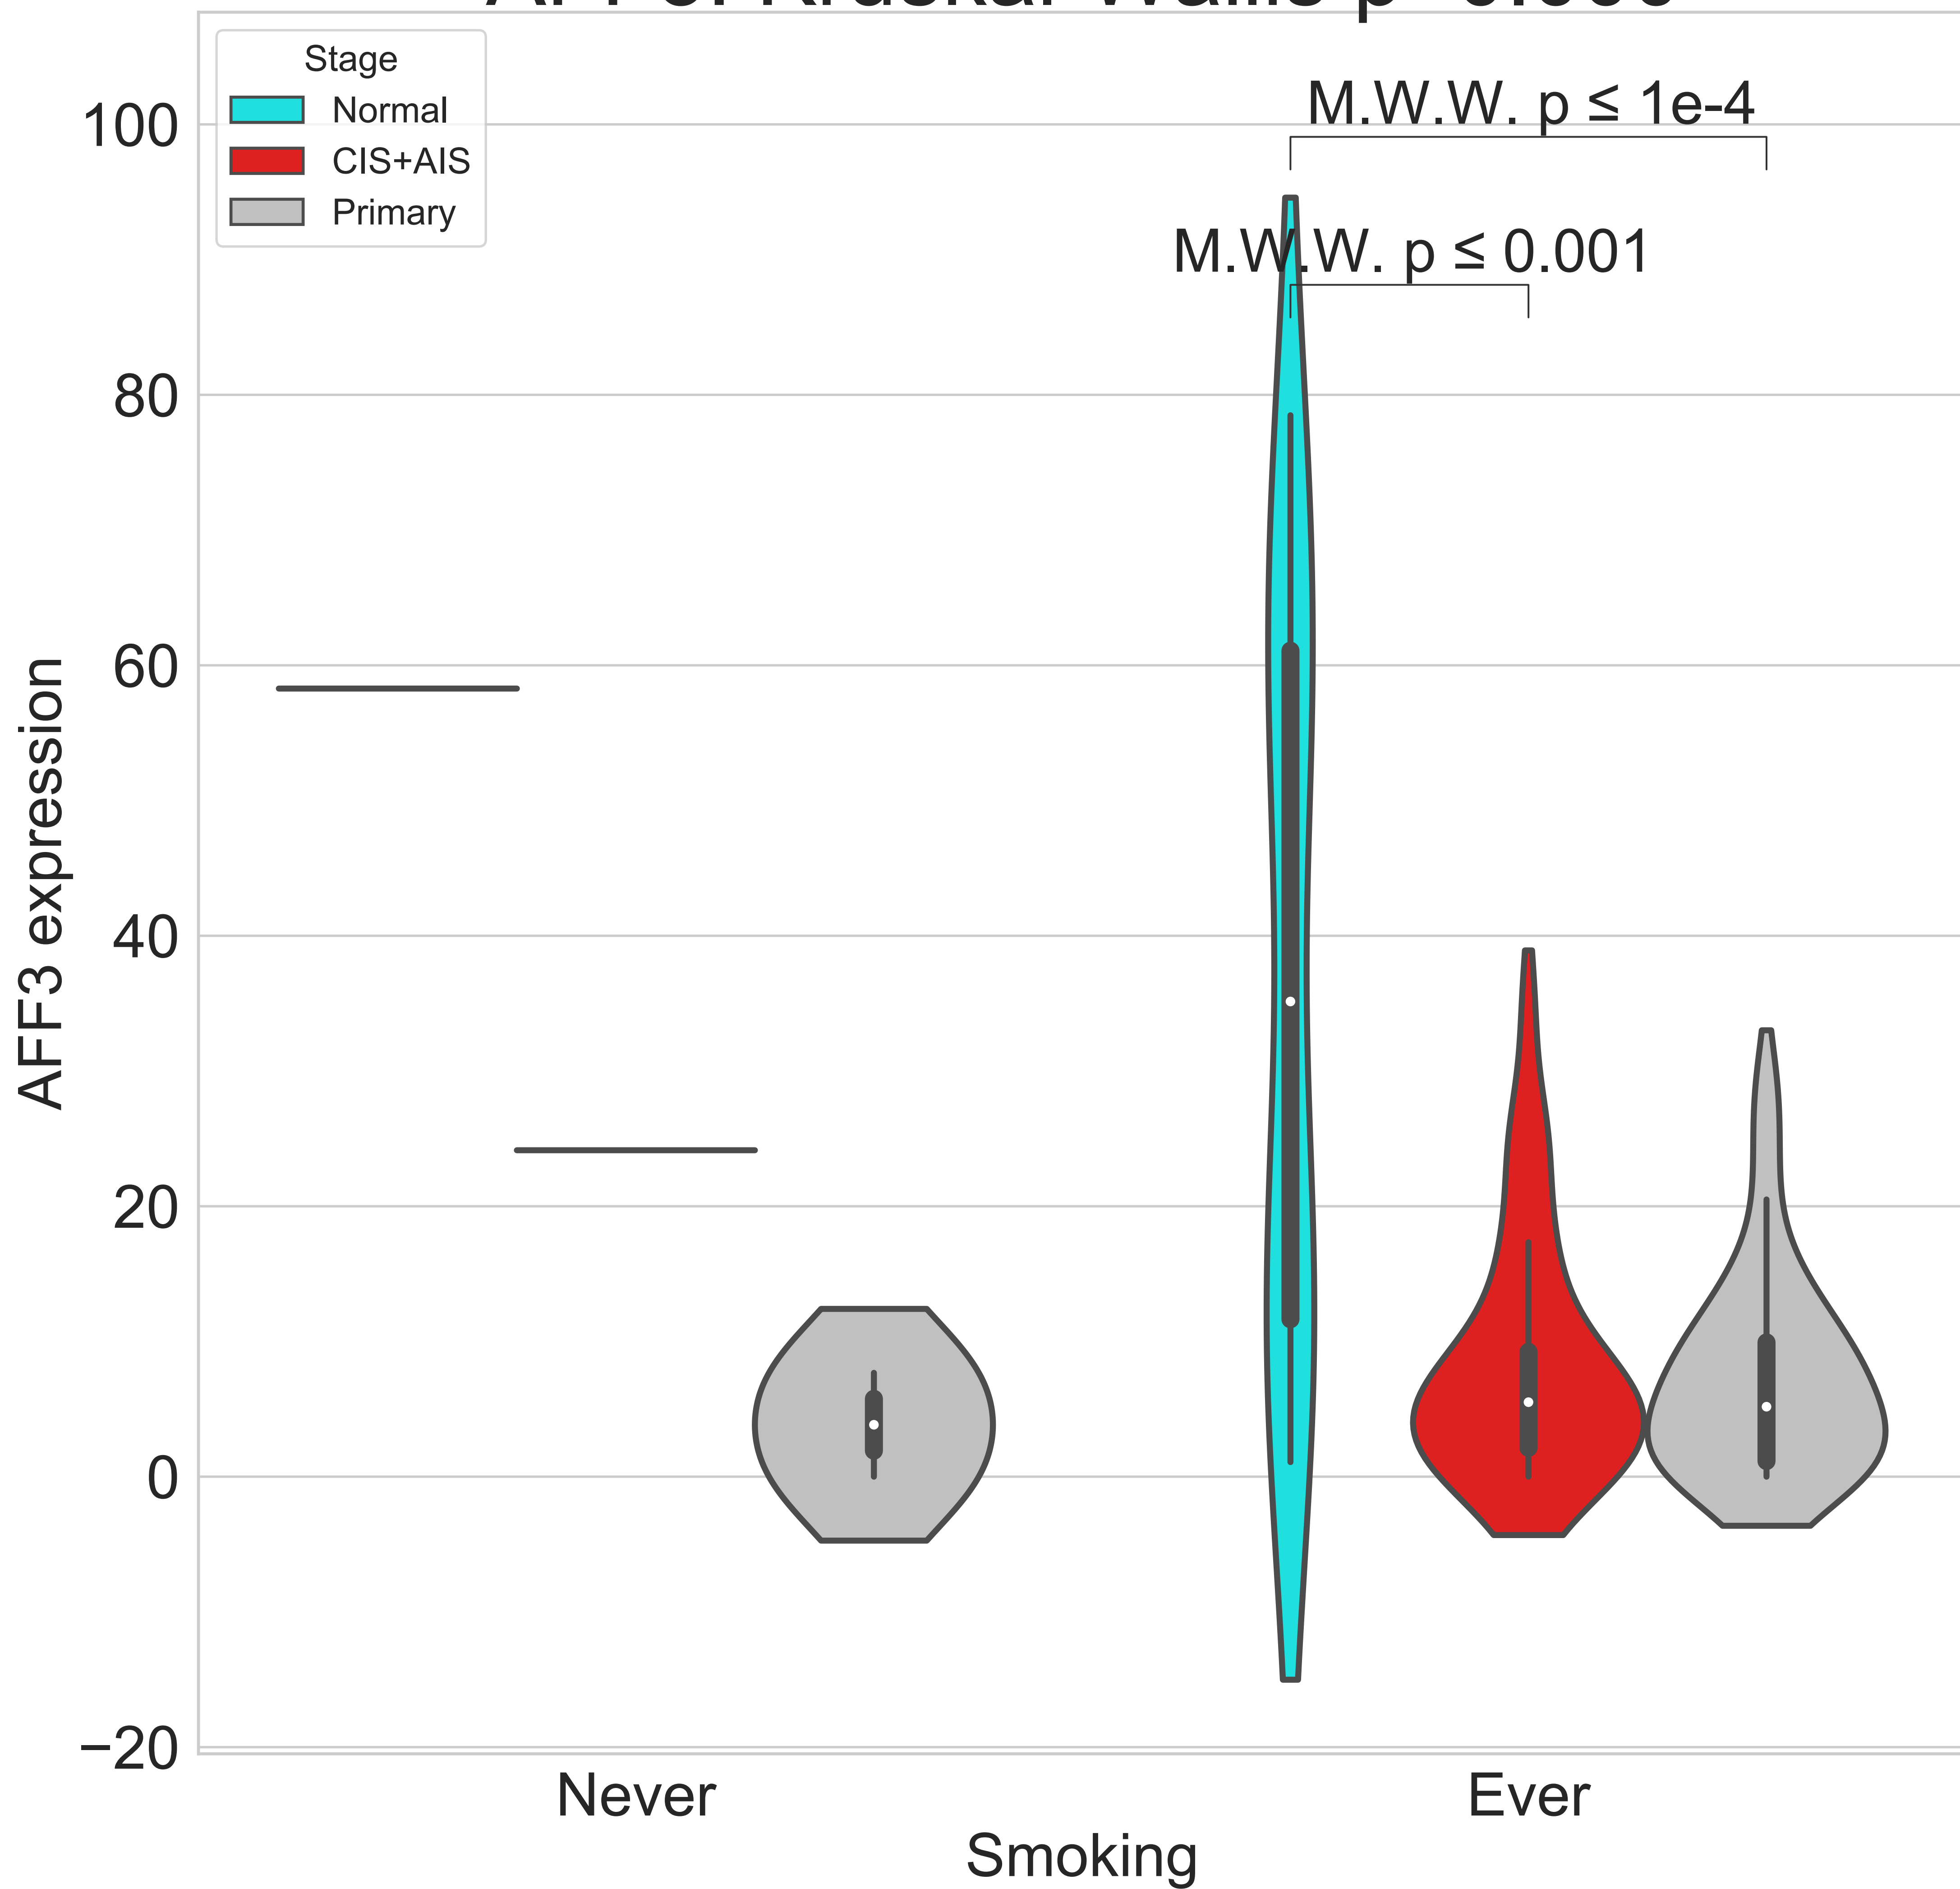 Stage
Normal
CIS+AIS
Primary
M.W.W. p ≤ 1e-4
M.W.W. p ≤ 0.001
100
80
60
40
20
0
−20
AFF3 expression
Never
Ever
Smoking